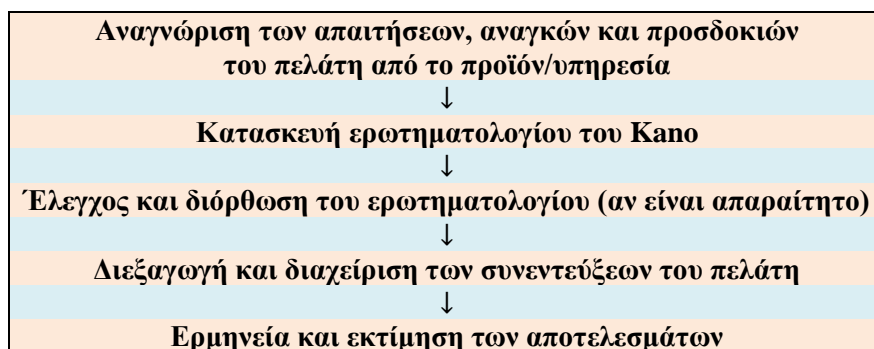 Αναγνώριση των απαιτήσεων, αναγκών και προσδοκιών
του πελάτη από το προϊόν/υπηρεσία
↓
Κατασκευή ερωτηματολογίου του Kano
↓
Έλεγχος και διόρθωση του ερωτηματολογίου (αν είναι απαραίτητο)
↓
Διεξαγωγή και διαχείριση των συνεντεύξεων του πελάτη
↓
Ερμηνεία και εκτίμηση των αποτελεσμάτων